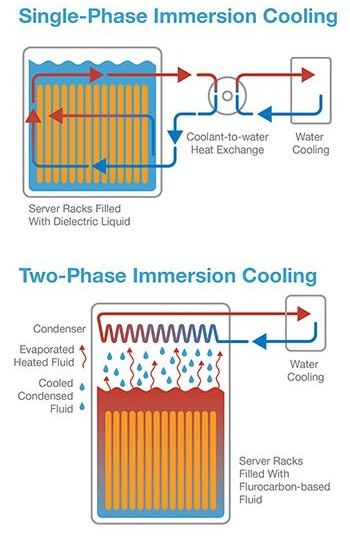 Single-Phase Immersion Cooling
Coolant-to-water
Heat Exchange
Water
Cooling
Server Racks Filled
With Dielectric Liquid
Two-Phase Immersion Cooling
Condenser
Evaporated
Heated Fluid
Cooled
Condensed
Fluid
Water
Cooling
Server Racks
Filled With
Flurocarbon-based
Fluid